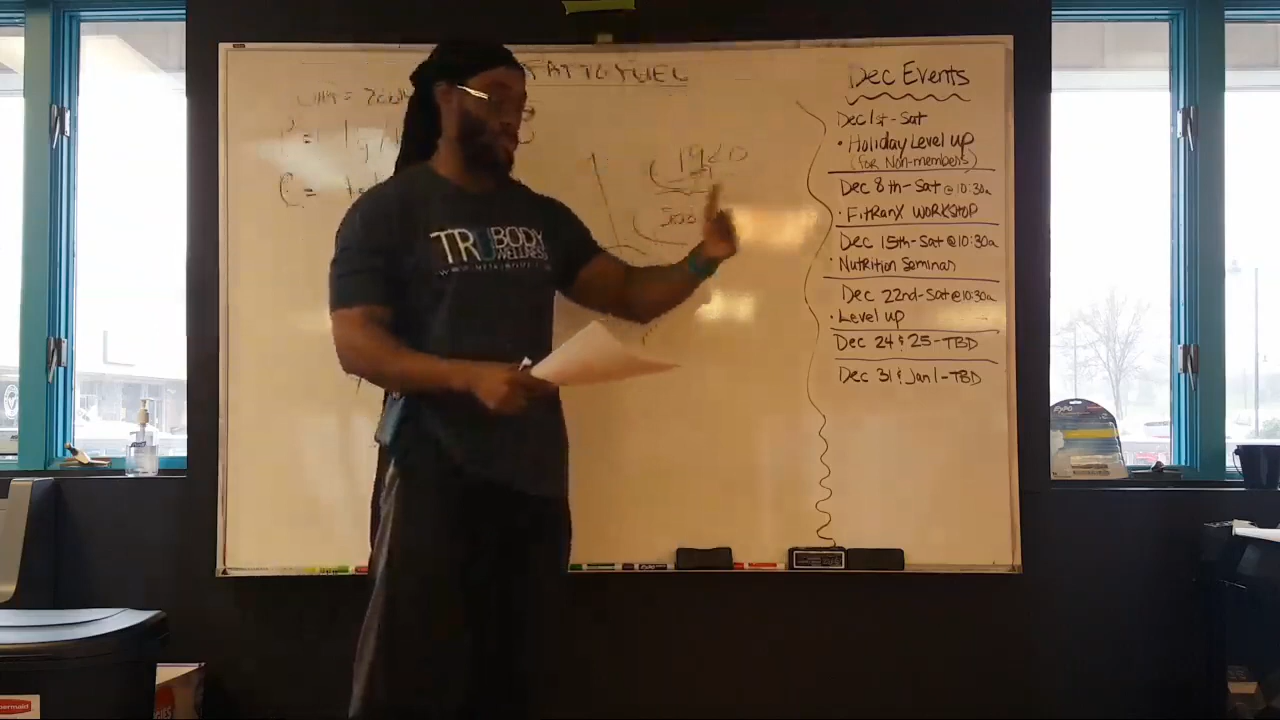 FAT TO FUEL
P =
C =
TRUBODY
WELLNESS
Dec Events
Dec 1st - Sat
• Holiday Level up
(for Non-members)
Dec 8th - Sat @ 10:30a
• FitRanX WORKSHOP
Dec 15th - Sat @ 10:30a
• Nutrition Seminar
Dec 22nd - Sat @ 10:30a
• Level up
Dec 24 & 25 - TBD
Dec 31 & Jan 1 - TBD
EXPO